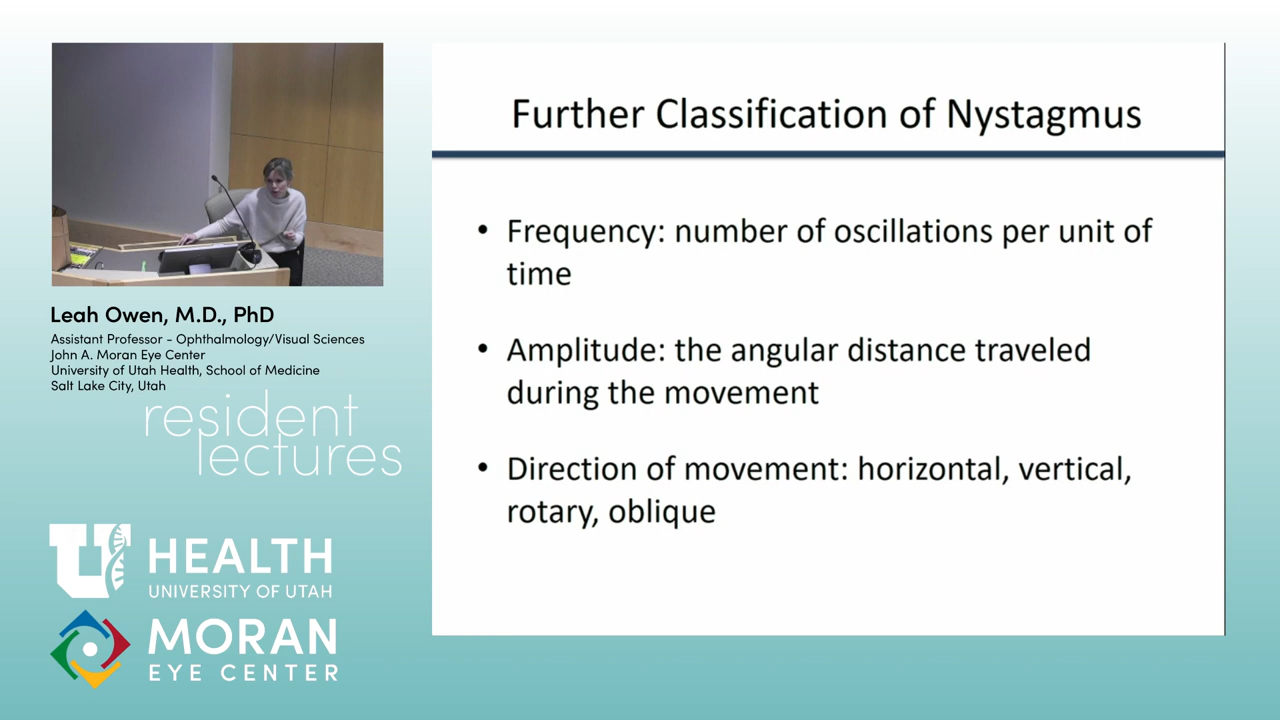 Further Classification of Nystagmus
• Frequency: number of oscillations per unit of
time
• Amplitude: the angular distance traveled
during the movement
• Direction of movement: horizontal, vertical,
rotary, oblique
Leah Owen, M.D., PhD
Assistant Professor - Ophthalmology/Visual Sciences
John A. Moran Eye Center
University of Utah Health, School of Medicine
Salt Lake City, Utah
resident
lectures
U HEALTH
UNIVERSITY OF UTAH
MORAN
EYE CENTER